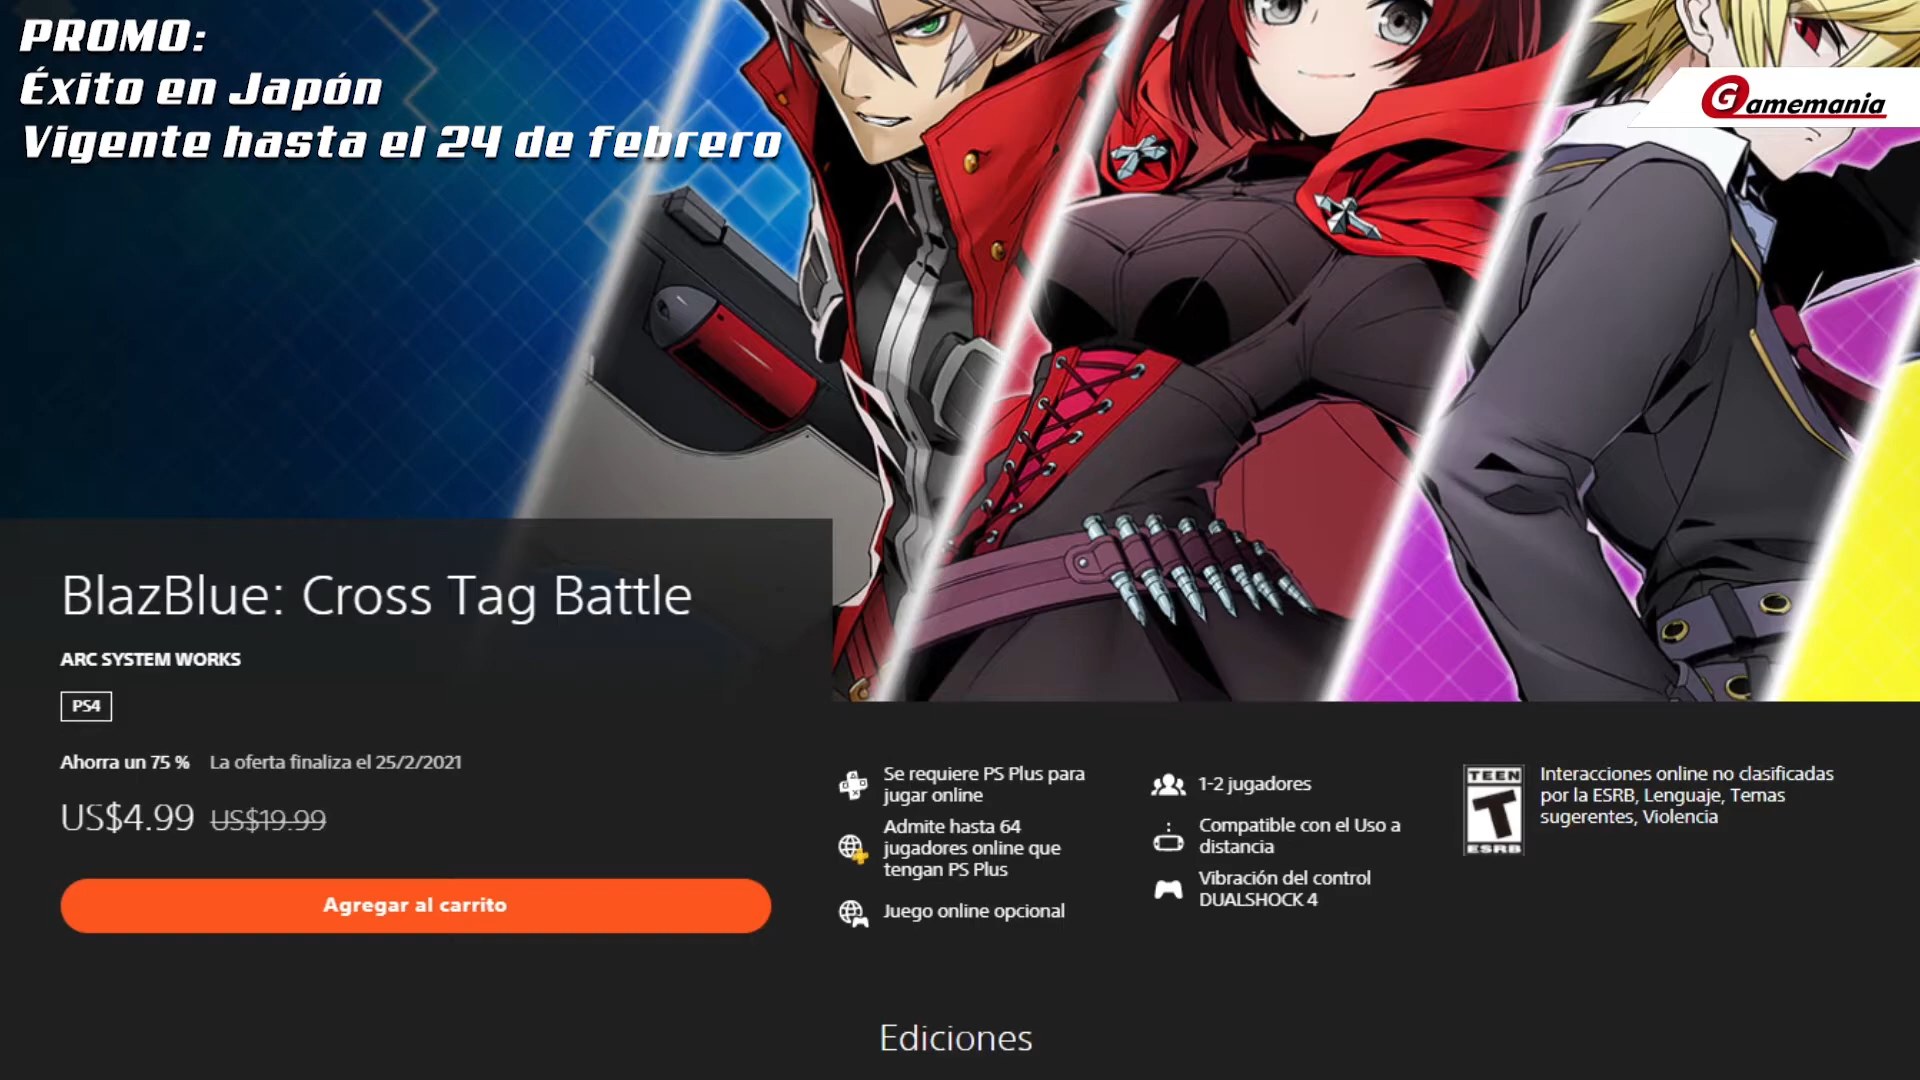 PROMO:
Éxito en Japón
Vigente hasta el 24 de febrero
Gamemania
BlazBlue: Cross Tag Battle
ARC SYSTEM WORKS
PS4
Ahorra un 75 % La oferta finaliza el 25/2/2021
US$4.99 US$19.99
Agregar al carrito
Se requiere PS Plus para
jugar online
Admite hasta 64
jugadores online que
tengan PS Plus
Juego online opcional
1-2 jugadores
Compatible con el Uso a
distancia
Vibración del control
DUALSHOCK 4
TEEN
T
ESRB
Interacciones online no clasificadas
por la ESRB, Lenguaje, Temas
sugerentes, Violencia
Ediciones